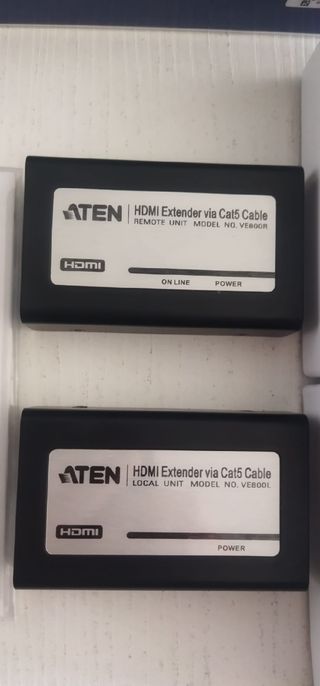 ATEN
HDMI Extender via Cat5 Cable
REMOTE UNIT MODEL NO. VE800R
HDMI
ON LINE POWER
ATEN
HDMI Extender via Cat5 Cable
LOCAL UNIT MODEL NO. VE800L
HDMI
POWER